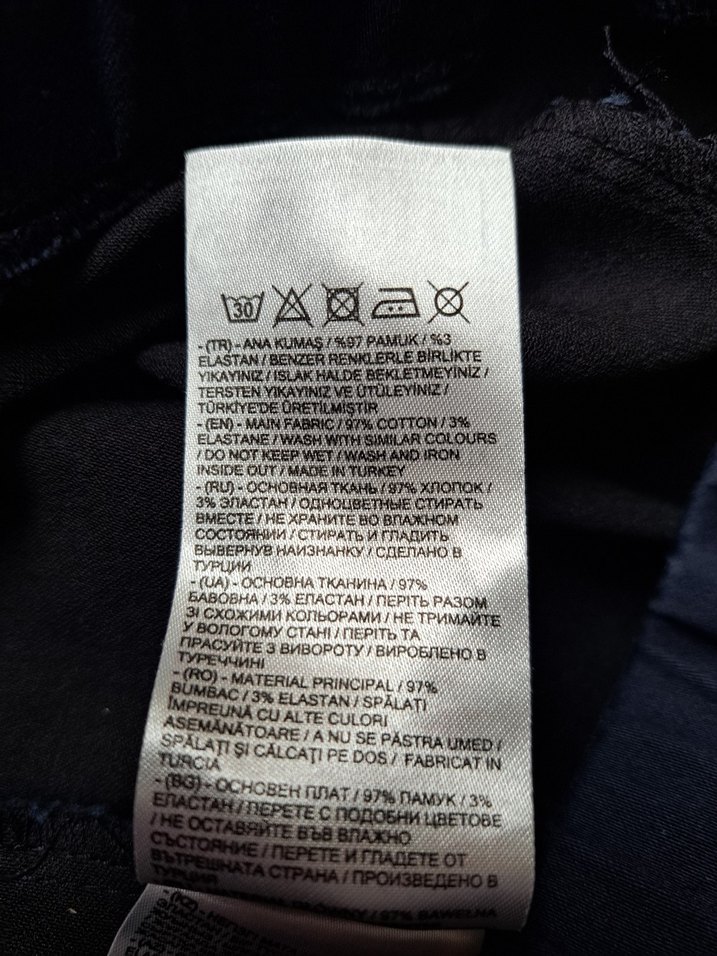 30
- (TR) - ANA KUMAŞ / %97 PAMUK / %3
ELASTAN / BENZER RENKLERLE BİRLİKTE
YIKAYINIZ / ISLAK HALDE BEKLETMEYİNİZ /
TERSTEN YIKAYINIZ VE ÜTÜLEYİNİZ /
TÜRKİYE'DE ÜRETİLMİŞTİR
- (EN) - MAIN FABRIC / 97% COTTON / 3%
ELASTANE / WASH WITH SIMILAR COLOURS
/ DO NOT KEEP WET / WASH AND IRON
INSIDE OUT / MADE IN TURKEY
- (RU) - ОСНОВНАЯ ТКАНЬ / 97% ХЛОПОК /
3% ЭЛАСТАН / ОДНОЦВЕТНЫЕ СТИРАТЬ
ВМЕСТЕ / НЕ ХРАНИТЕ ВО ВЛАЖНОМ
СОСТОЯНИИ / СТИРАТЬ И ГЛАДИТЬ
ВЫВЕРНУВ НАИЗНАНКУ / СДЕЛАНО В
ТУРЦИИ
- (UA) - ОСНОВНА ТКАНИНА / 97%
БАВОВНА / 3% ЕЛАСТАН / ПЕРІТЬ РАЗОМ
ЗІ СХОЖИМИ КОЛЬОРАМИ / НЕ ТРИМАЙТЕ
У ВОЛОГОМУ СТАНІ / ПЕРІТЬ ТА
ПРАСУЙТЕ З ВИВОРОТУ / ВИРОБЛЕНО В
ТУРЕЧЧИНІ
- (RO) - MATERIAL PRINCIPAL / 97%
BUMBAC / 3% ELASTAN / SPĂLAȚI
ÎMPREUNĂ CU ALTE CULORI
ASEMĂNĂTOARE / A NU SE PĂSTRA UMED /
SPĂLAȚI ȘI CĂLCAȚI PE DOS / FABRICAT IN
TURCIA
- (BG) - ОСНОВЕН ПЛАТ / 97% ПАМУК / 3%
ЕЛАСТАН / ПЕРЕТЕ С ПОДОБНИ ЦВЕТОВЕ
/ НЕ ОСТАВЯЙТЕ ВЪВ ВЛАЖНО
СЪСТОЯНИЕ / ПЕРЕТЕ И ГЛАДЕТЕ ОТ
ВЪТРЕШНАТА СТРАНА / ПРОИЗВЕДЕНО В
ТУРЦИЯ
/ 97% BAWEŁNA